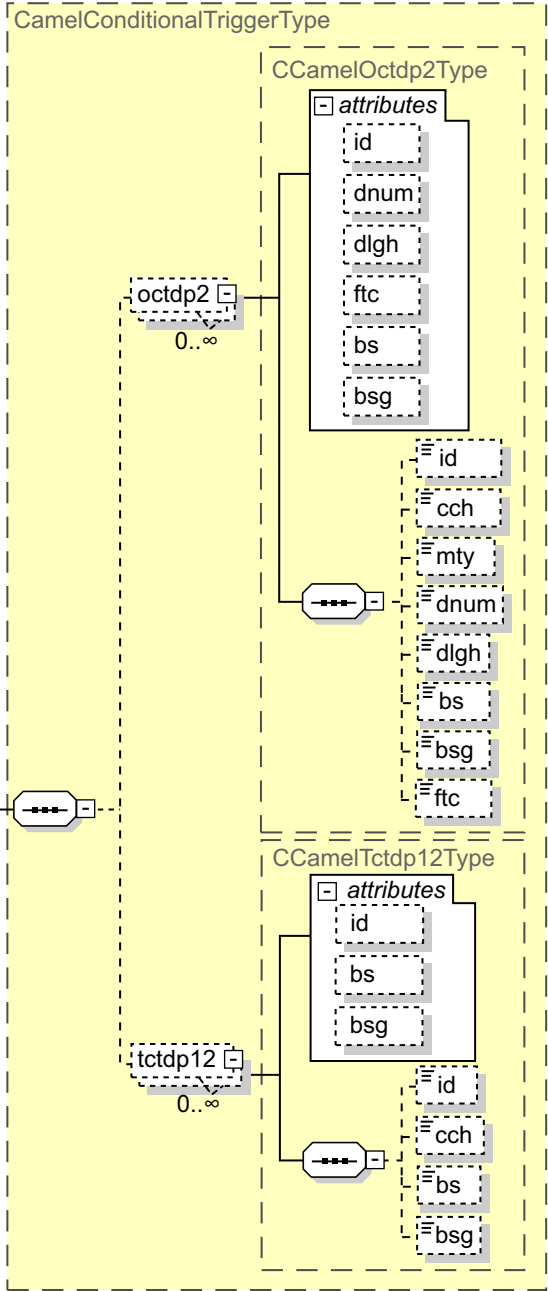 CamelConditionalTriggerType
CCamelOctdp2Type
attributes
id
dnum
dlgh
ftc
bs
bsg
octdp2
0..∞
id
cch
mty
dnum
dlgh
bs
bsg
ftc
CCamelTctdp12Type
attributes
id
bs
bsg
tctdp12
0..∞
id
cch
bs
bsg